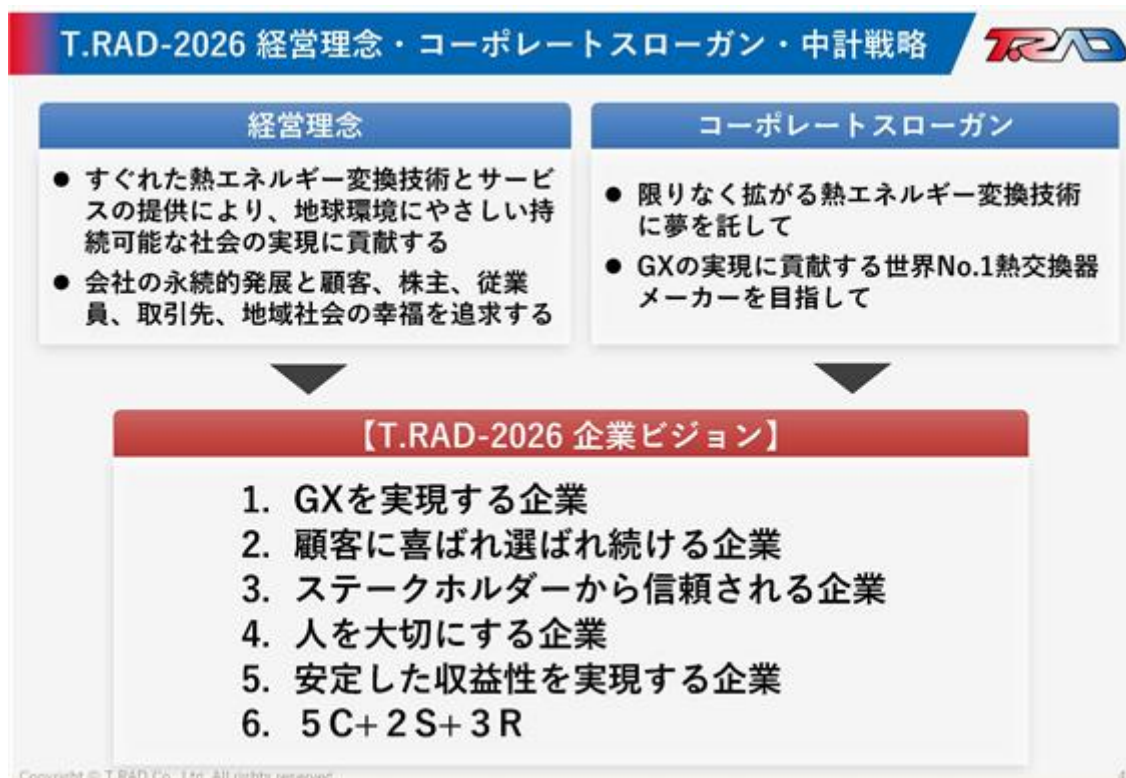 T.RAD-2026 経営理念・コーポレートスローガン・中計戦略
T.RAD
経営理念
● すぐれた熱エネルギー変換技術とサービ
スの提供により、地球環境にやさしい持
続可能な社会の実現に貢献する
● 会社の永続的発展と顧客、株主、従業
員、取引先、地域社会の幸福を追求する
コーポレートスローガン
● 限りなく拡がる熱エネルギー変換技術
に夢を託して
● GXの実現に貢献する世界No.1熱交換器
メーカーを目指して
【T.RAD-2026 企業ビジョン】
1. GXを実現する企業
2. 顧客に喜ばれ選ばれ続ける企業
3. ステークホルダーから信頼される企業
4. 人を大切にする企業
5. 安定した収益性を実現する企業
6. 5C+2S+3R
Copyright © T.RAD Co., Ltd. All rights reserved
4